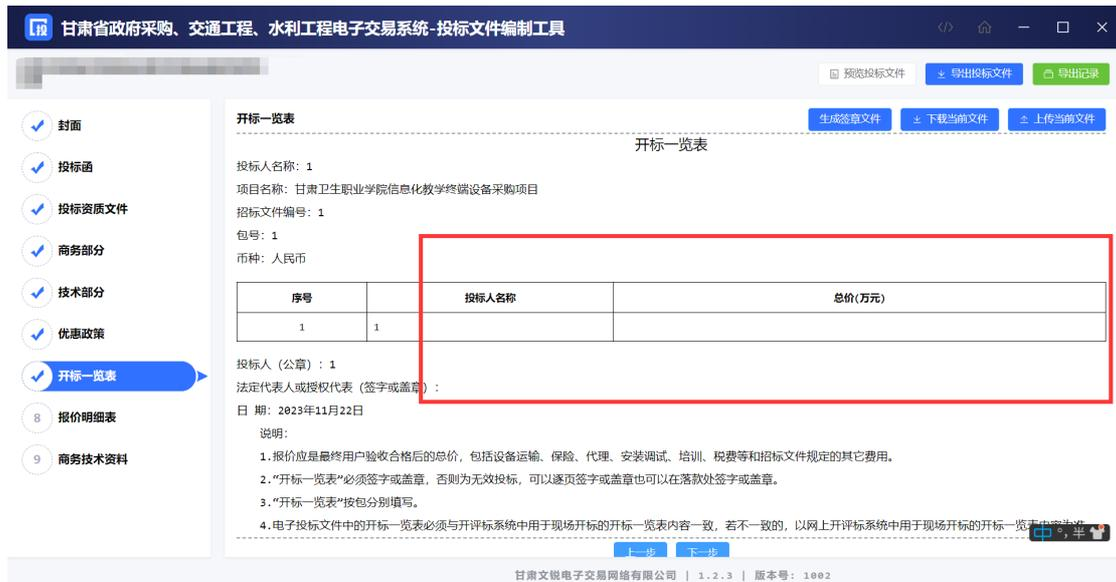 甘肃省政府采购、交通工程、水利工程电子交易系统-投标文件编制工具
预览投标文件
导出投标文件
导出记录
封面
投标函
投标资质文件
商务部分
技术部分
优惠政策
开标一览表
8 报价明细表
9 商务技术资料
开标一览表
生成签章文件
下载当前文件
上传当前文件
开标一览表
投标人名称：1
项目名称：甘肃卫生职业学院信息化教学终端设备采购项目
招标文件编号：1
包号：1
币种：人民币
序号 投标人名称 总价(万元)
1 1
投标人（公章）：1
法定代表人或授权代表（签字或盖章）：
日 期：2023年11月22日
说明：
1.报价应是最终用户验收合格后的总价，包括设备运输、保险、代理、安装调试、培训、税费等和招标文件规定的其它费用。
2.“开标一览表”必须签字或盖章，否则为无效投标，可以逐页签字或盖章也可以在落款处签字或盖章。
3.“开标一览表”按包分别填写。
4.电子投标文件中的开标一览表必须与开评标系统中用于现场开标的开标一览表内容一致，若不一致的，以网上开评标系统中用于现场开标的开标一览表
中 °, 半
上一步 下一步
甘肃文锐电子交易网络有限公司 | 1.2.3 | 版本号：1002